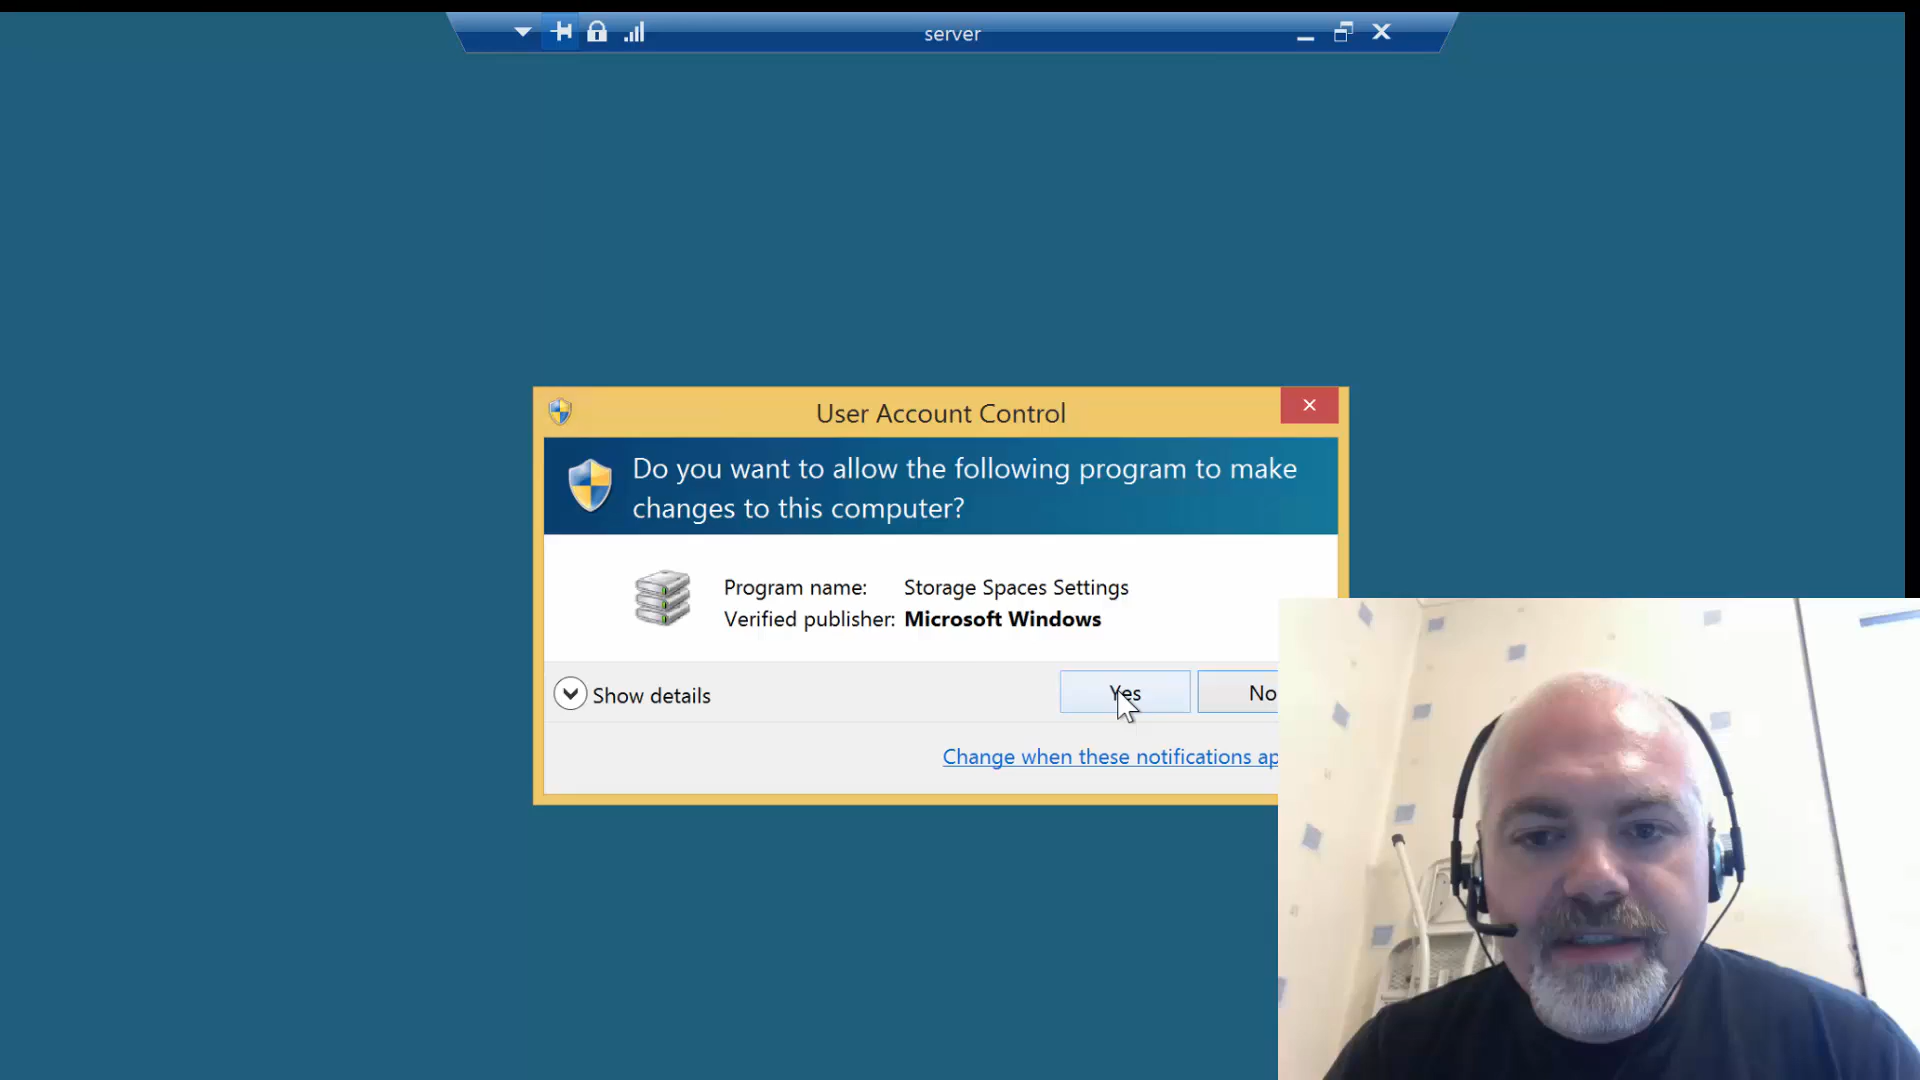 server
User Account Control
Do you want to allow the following program to make
changes to this computer?
Program name: Storage Spaces Settings
Verified publisher: Microsoft Windows
Show details
Yes
No
Change when these notifications ap